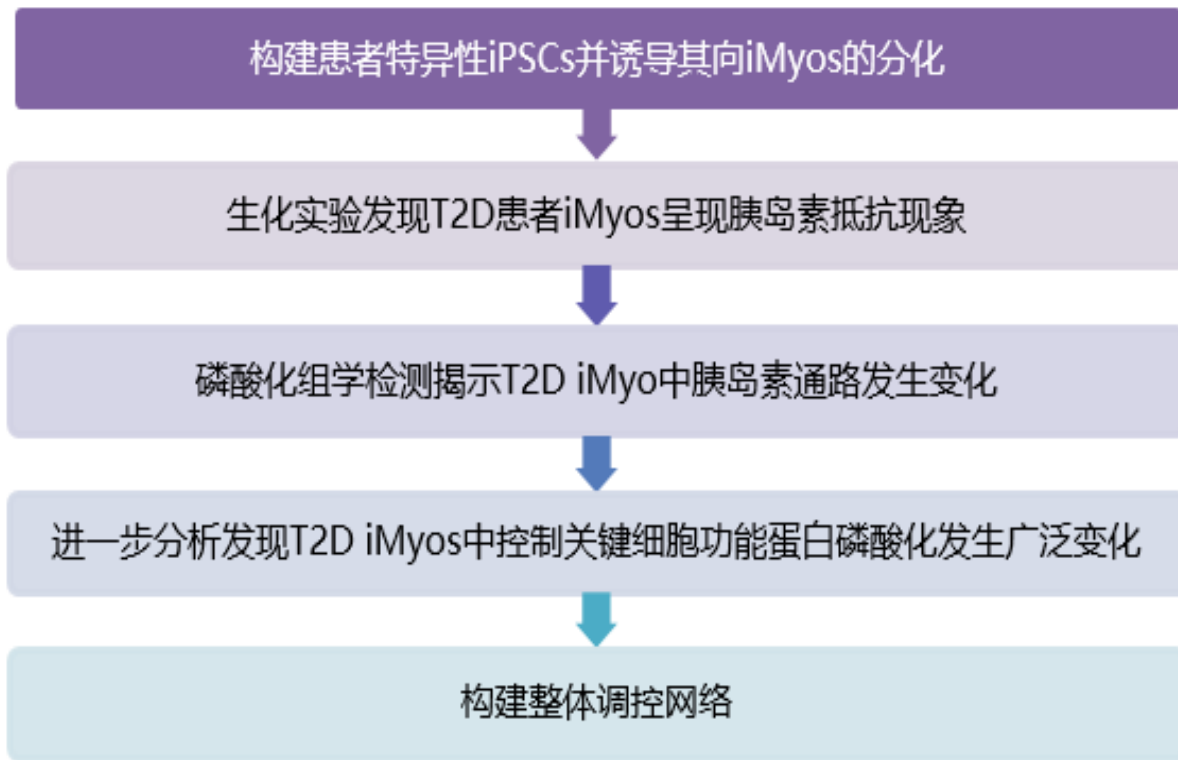 构建患者特异性iPSCs并诱导其向iMyos的分化
生化实验发现T2D患者iMyos呈现胰岛素抵抗现象
磷酸化组学检测揭示T2D iMyo中胰岛素通路发生变化
进一步分析发现T2D iMyos中控制关键细胞功能蛋白磷酸化发生广泛变化
构建整体调控网络